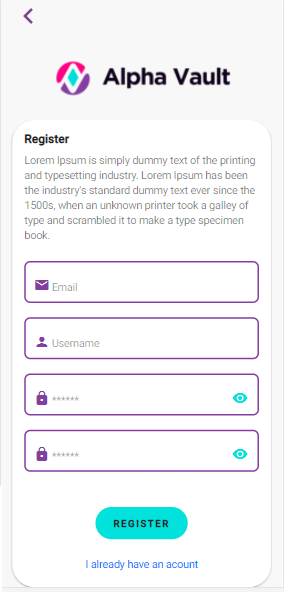 Alpha Vault
Register
Lorem Ipsum is simply dummy text of the printing
and typesetting industry. Lorem Ipsum has been
the industry's standard dummy text ever since the
1500s, when an unknown printer took a galley of
type and scrambled it to make a type specimen
book.
Email
Username
******
******
REGISTER
I already have an acount